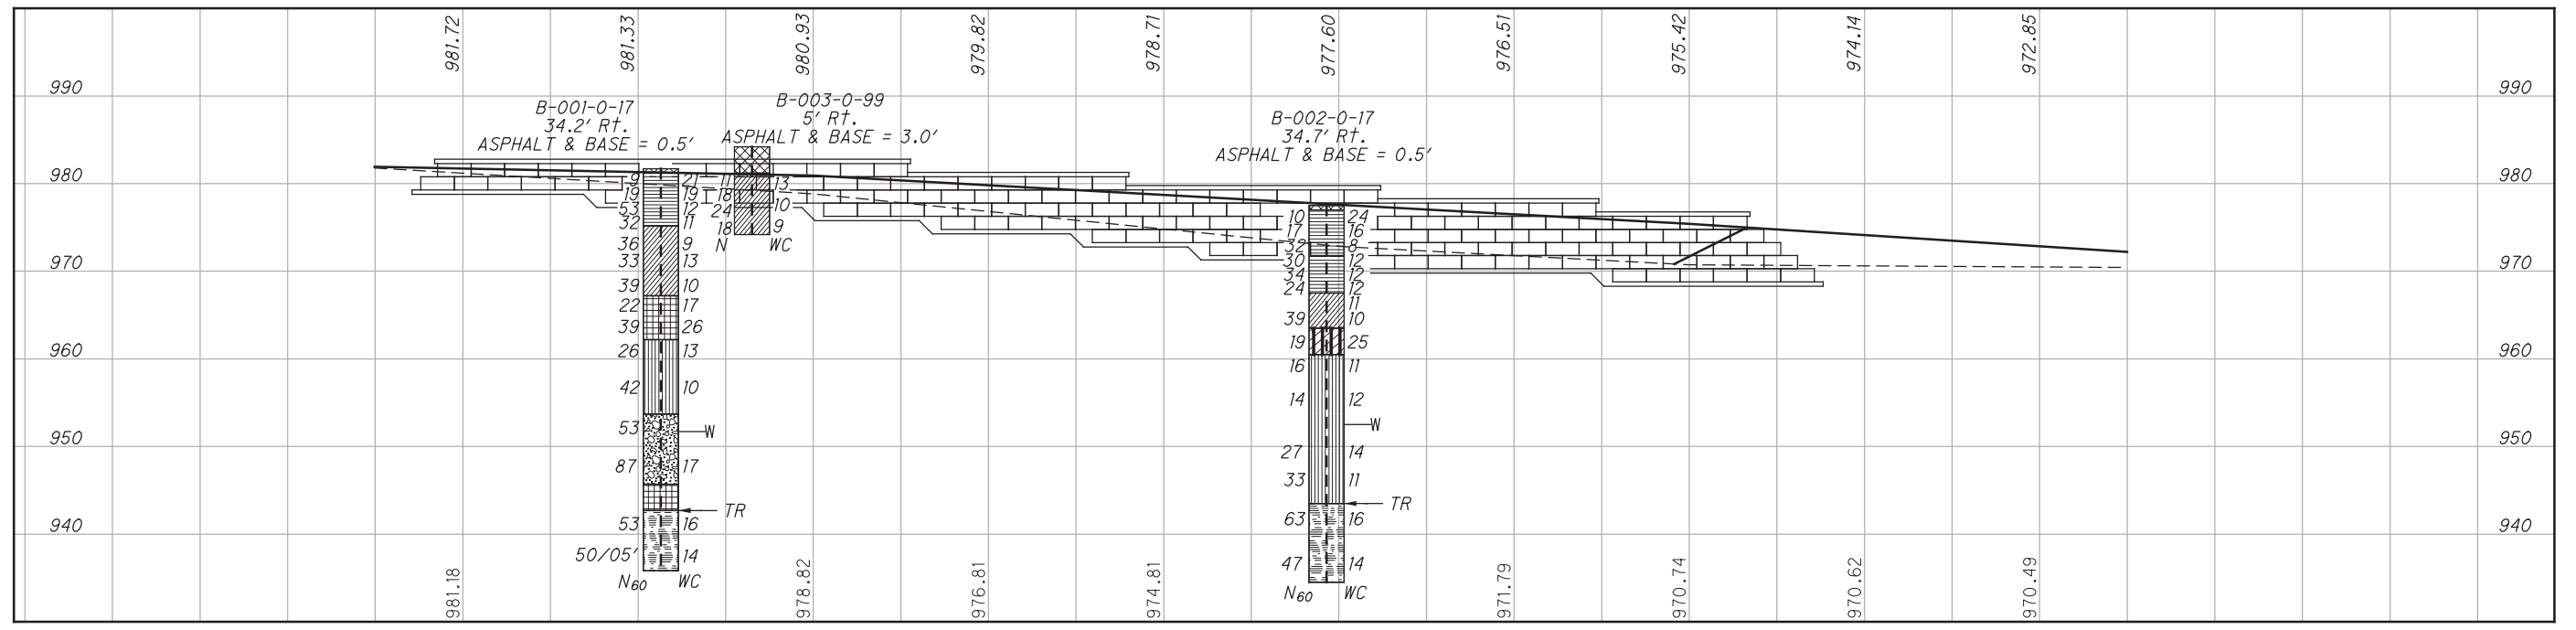 981.72 981.33 980.93 979.82 978.71 977.60 976.51 975.42 974.14 972.85
990 990
B-001-0-17
34.2' Rt.
ASPHALT & BASE = 0.5'
B-003-0-99
5' Rt.
ASPHALT & BASE = 3.0'
B-002-0-17
34.7' Rt.
ASPHALT & BASE = 0.5'
980 980
9 21
19 19
53 12
32 11
36 9
33 13
39 10
22 17
39 26
26 13
42 10
53 W
87 17
TR
53 16
50/05' 14
N60 WC
11 13
18 10
24
18 9
N WC
10 24
17 16
32 8
30 12
34 12
24 12
11
39 10
19 25
16 11
14 12
W
27 14
33 11
TR
63 16
47 14
N60 WC
970 970
960 960
950 950
940 940
981.18 978.82 976.81 974.81 971.79 970.74 970.62 970.49